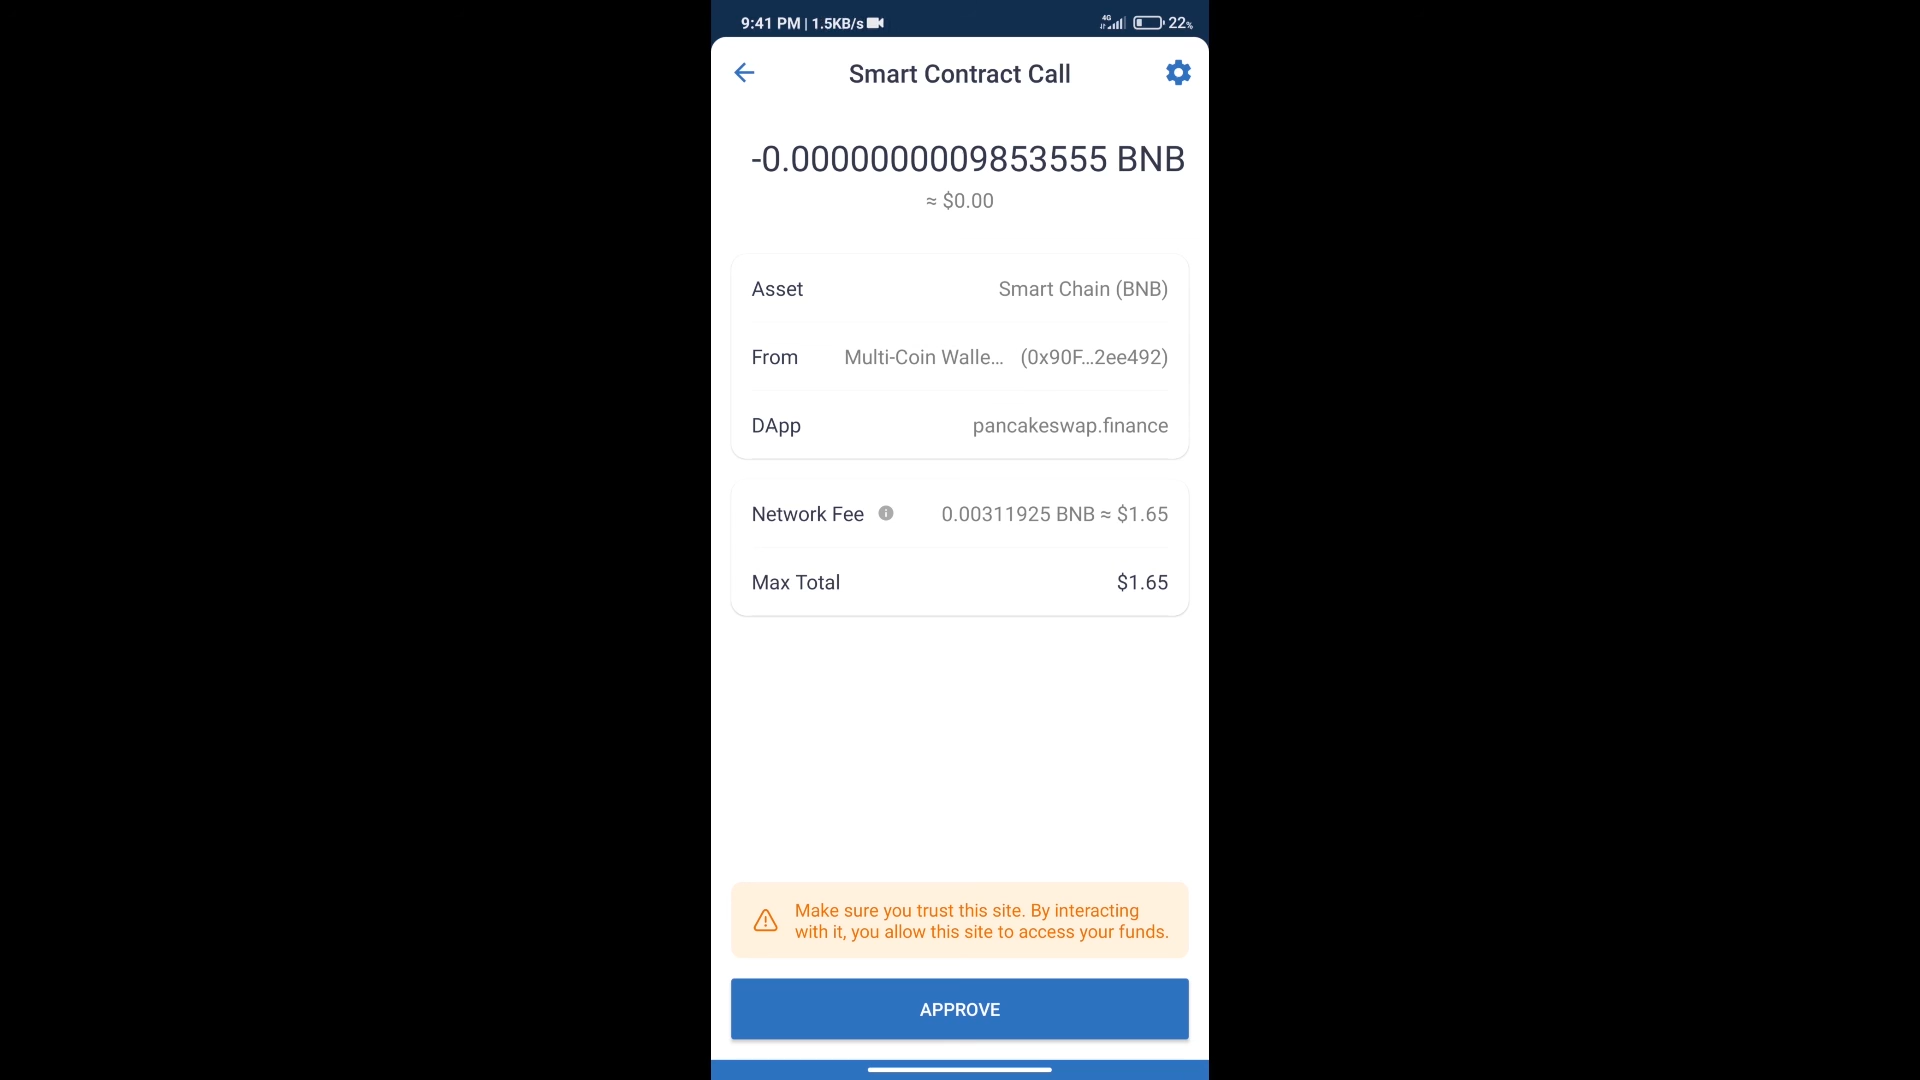 9:41 PM | 1.5KB/s 4G 22%
Smart Contract Call
-0.0000000009853555 BNB
≈ $0.00
Asset Smart Chain (BNB)
From Multi-Coin Walle... (0x90F...2ee492)
DApp pancakeswap.finance
Network Fee 0.00311925 BNB ≈ $1.65
Max Total $1.65
Make sure you trust this site. By interacting
with it, you allow this site to access your funds.
APPROVE